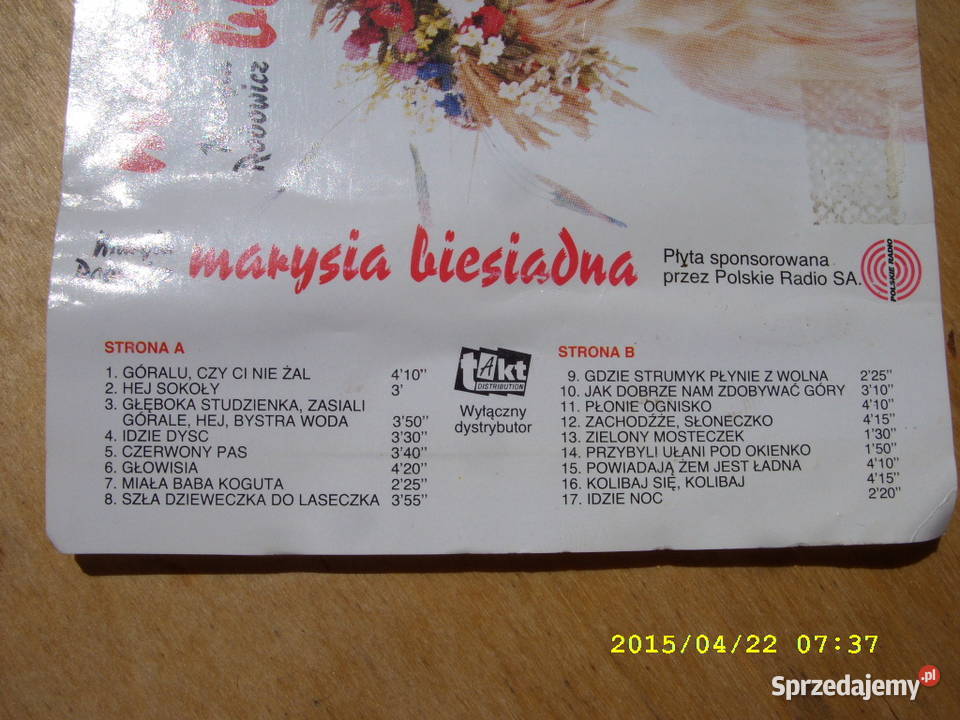 Rodowicz
marysia biesiadna
Płyta sponsorowana
przez Polskie Radio SA.
POLSKIE RADIO
STRONA A
1. GÓRALU, CZY CI NIE ŻAL 4'10"
2. HEJ SOKOŁY 3'
3. GŁĘBOKA STUDZIENKA, ZASIALI
GÓRALE, HEJ, BYSTRA WODA 3'50"
4. IDZIE DYSC 3'30"
5. CZERWONY PAS 3'40"
6. GŁOWISIA 4'20"
7. MIAŁA BABA KOGUTA 2'25"
8. SZŁA DZIEWECZKA DO LASECZKA 3'55"
tAkt
DISTRIBUTION
Wyłączny
dystrybutor
STRONA B
9. GDZIE STRUMYK PŁYNIE Z WOLNA 2'25"
10. JAK DOBRZE NAM ZDOBYWAĆ GÓRY 3'10"
11. PŁONIE OGNISKO 4'10"
12. ZACHODŹŻE, SŁONECZKO 4'15"
13. ZIELONY MOSTECZEK 1'30"
14. PRZYBYLI UŁANI POD OKIENKO 1'50"
15. POWIADAJĄ ŻEM JEST ŁADNA 4'10"
16. KOLIBAJ SIĘ, KOLIBAJ 4'15"
17. IDZIE NOC 2'20"
2015/04/22 07:37
Sprzedajemy.pl